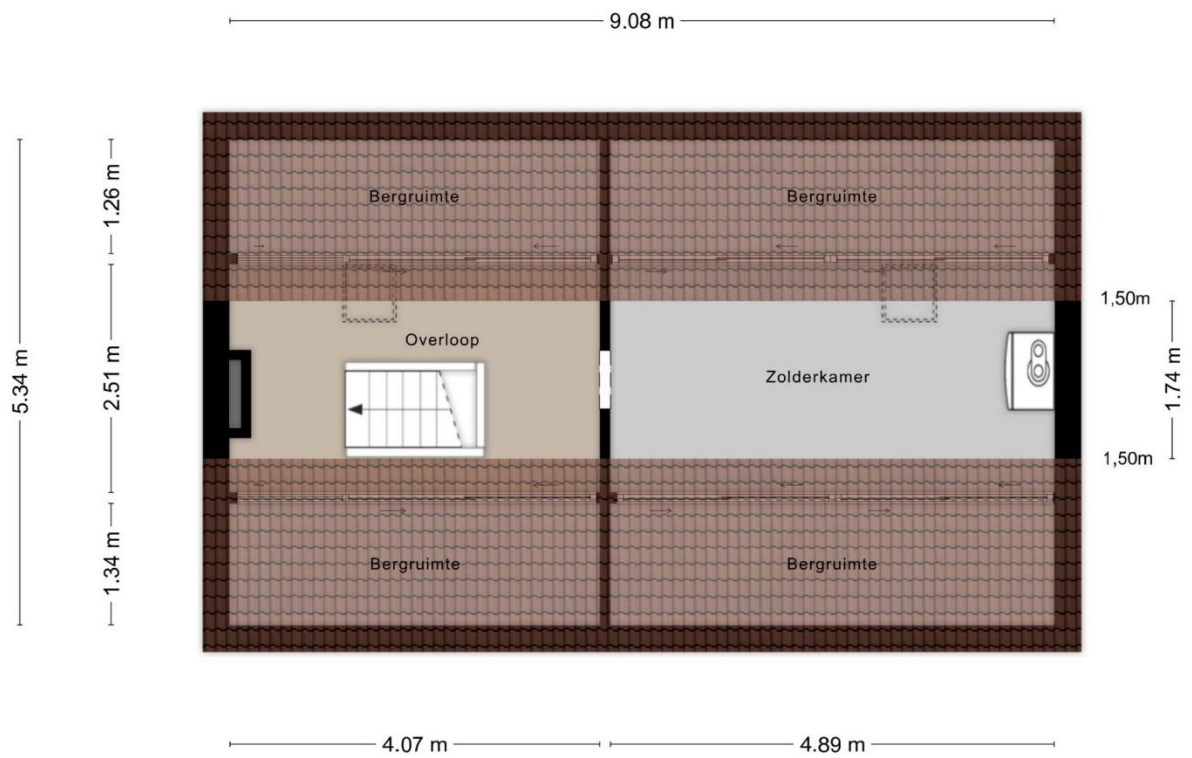 9.08 m
1.26 m
Bergruimte
Bergruimte
1,50m
Overloop
5.34 m
2.51 m
Zolderkamer
1.74 m
1,50m
1.34 m
Bergruimte
Bergruimte
4.07 m
4.89 m